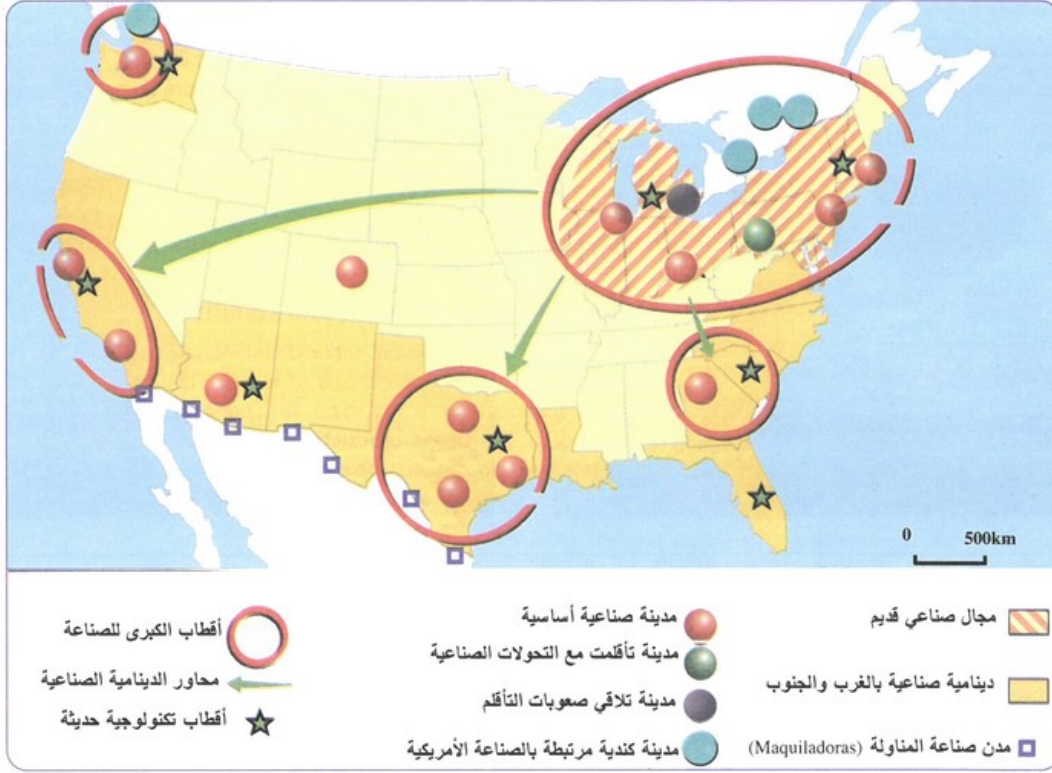 0 500km
مجال صناعي قديم
دينامية صناعية بالغرب والجنوب
مدن صناعة المناولة (Maquiladoras)
مدينة صناعية أساسية
مدينة تأقلمت مع التحولات الصناعية
مدينة تلاقي صعوبات التأقلم
مدينة كندية مرتبطة بالصناعة الأمريكية
أقطاب الكبرى للصناعة
محاور الدينامية الصناعية
أقطاب تكنولوجية حديثة